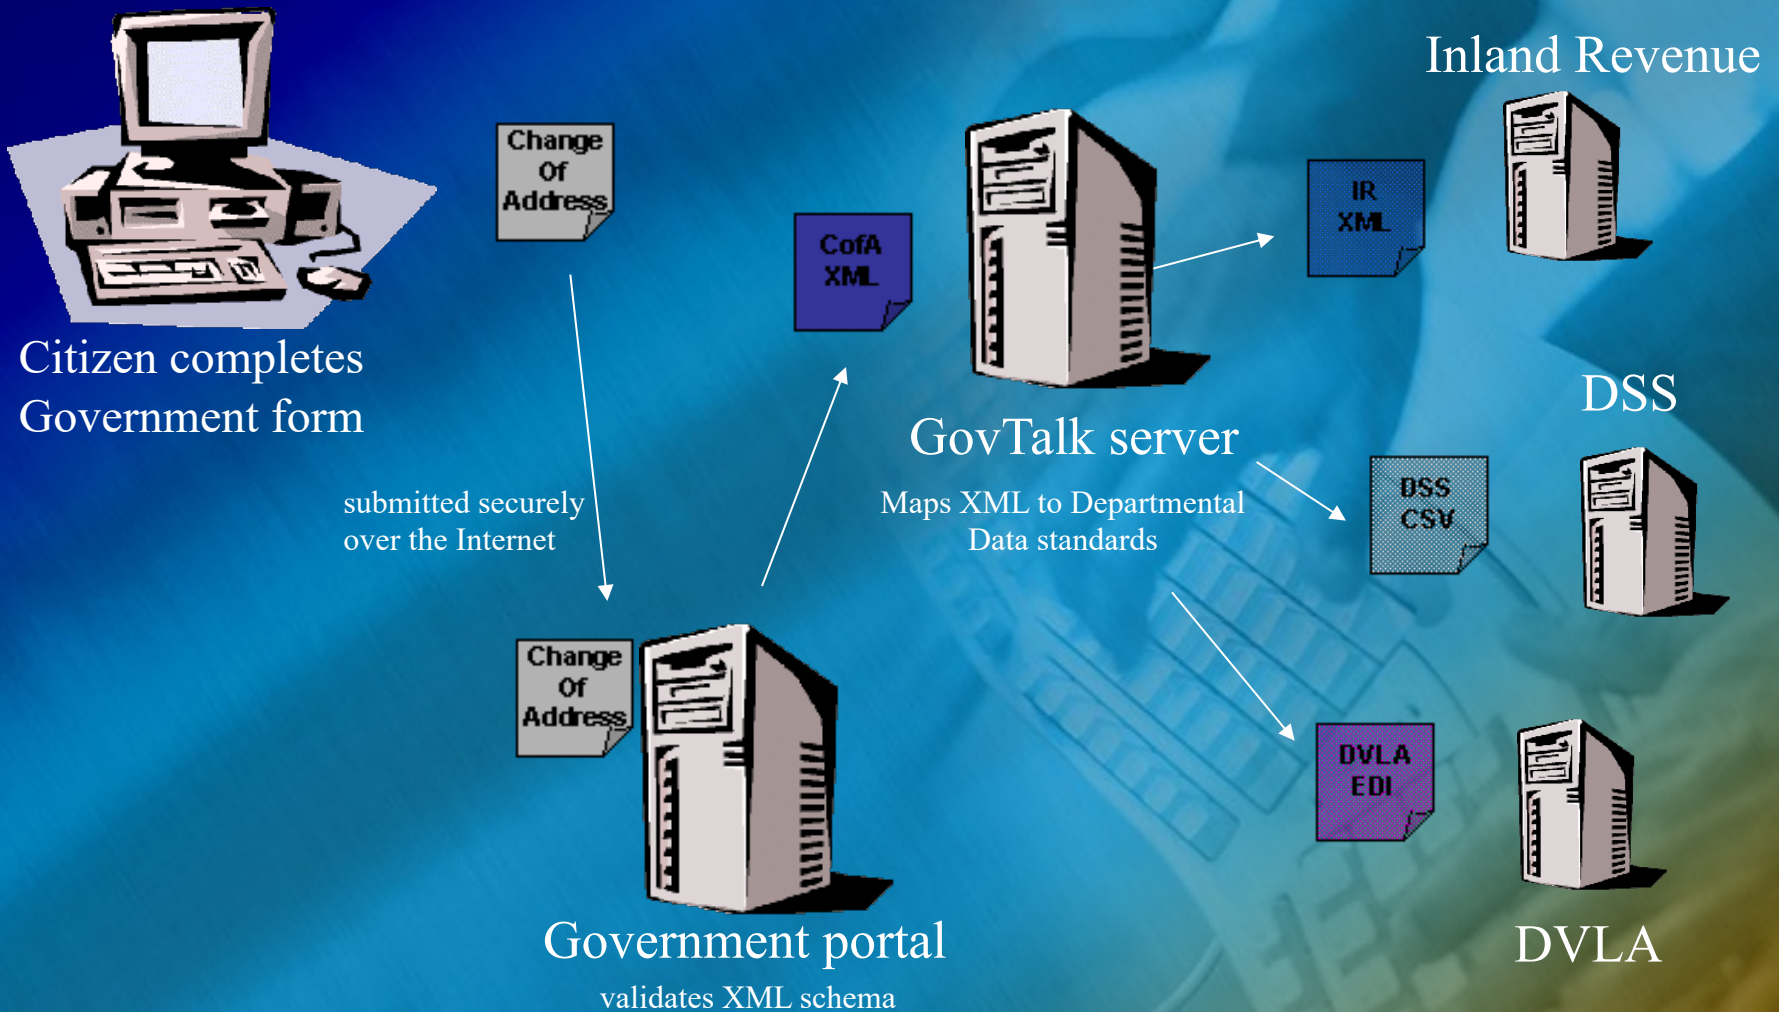 Citizen completes
Government form
Change
Of
Address
submitted securely
over the Internet
Change
Of
Address
Government portal
validates XML schema
CofA
XML
GovTalk server
Maps XML to Departmental
Data standards
Inland Revenue
IR
XML
DSS
DSS
CSV
DVLA
EDI
DVLA